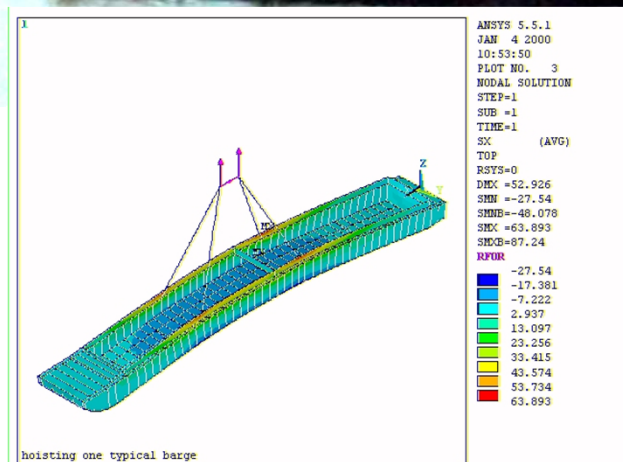 1
ANSYS 5.5.1
JAN 4 2000
10:53:50
PLOT NO. 3
NODAL SOLUTION
STEP=1
SUB =1
TIME=1
SX (AVG)
TOP
RSYS=0
DMX =52.926
SMN =-27.54
SMNB=-48.078
SMX =63.893
SMXB=87.24
RFOR
-27.54
-17.381
-7.222
2.937
13.097
23.256
33.415
43.574
53.734
63.893
Z
Y
hoisting one typical barge